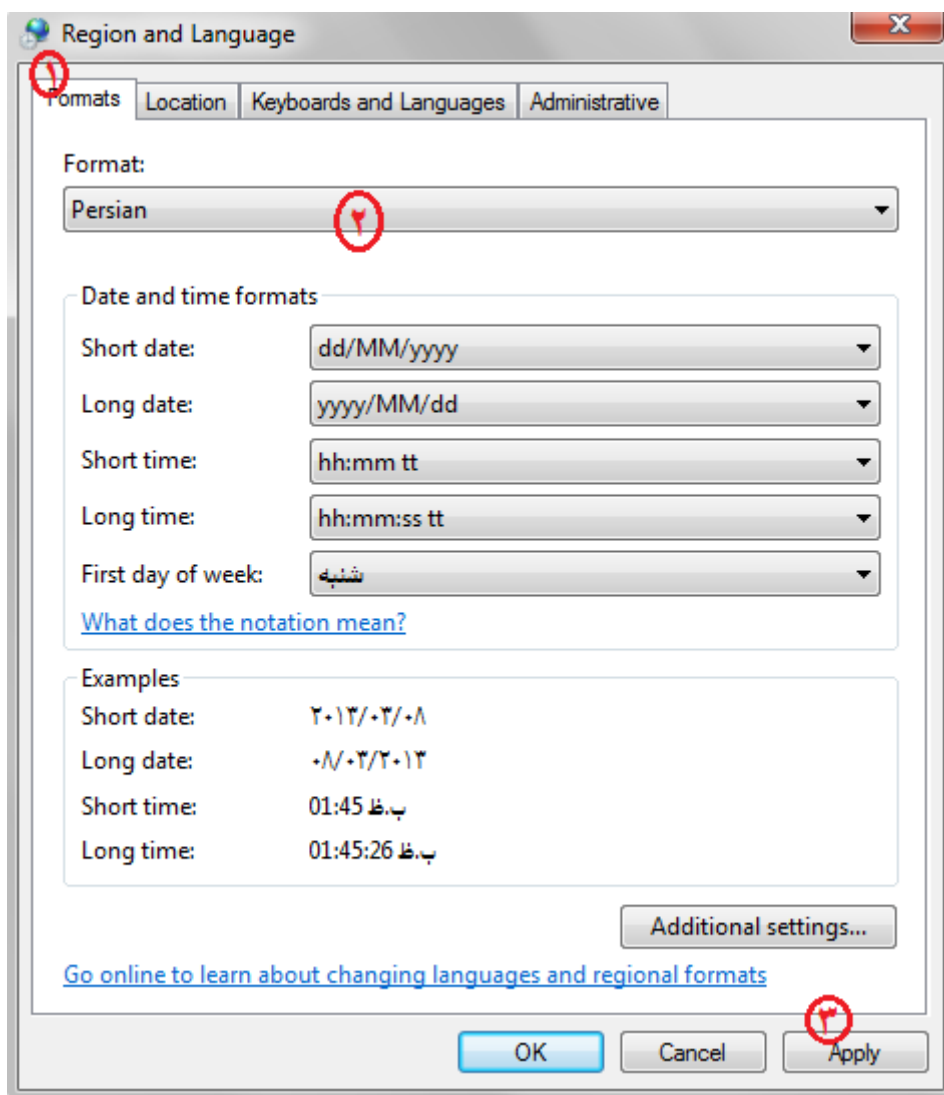 Region and Language
۱
Formats Location Keyboards and Languages Administrative
Format:
Persian
۲
Date and time formats
Short date: dd/MM/yyyy
Long date: yyyy/MM/dd
Short time: hh:mm tt
Long time: hh:mm:ss tt
First day of week: شنبه
What does the notation mean?
Examples
Short date: ۲۰۱۳/۰۳/۰۸
Long date: ۰۸/۰۳/۲۰۱۳
Short time: 01:45 ب.ظ
Long time: 01:45:26 ب.ظ
Additional settings...
Go online to learn about changing languages and regional formats
۳
OK Cancel Apply